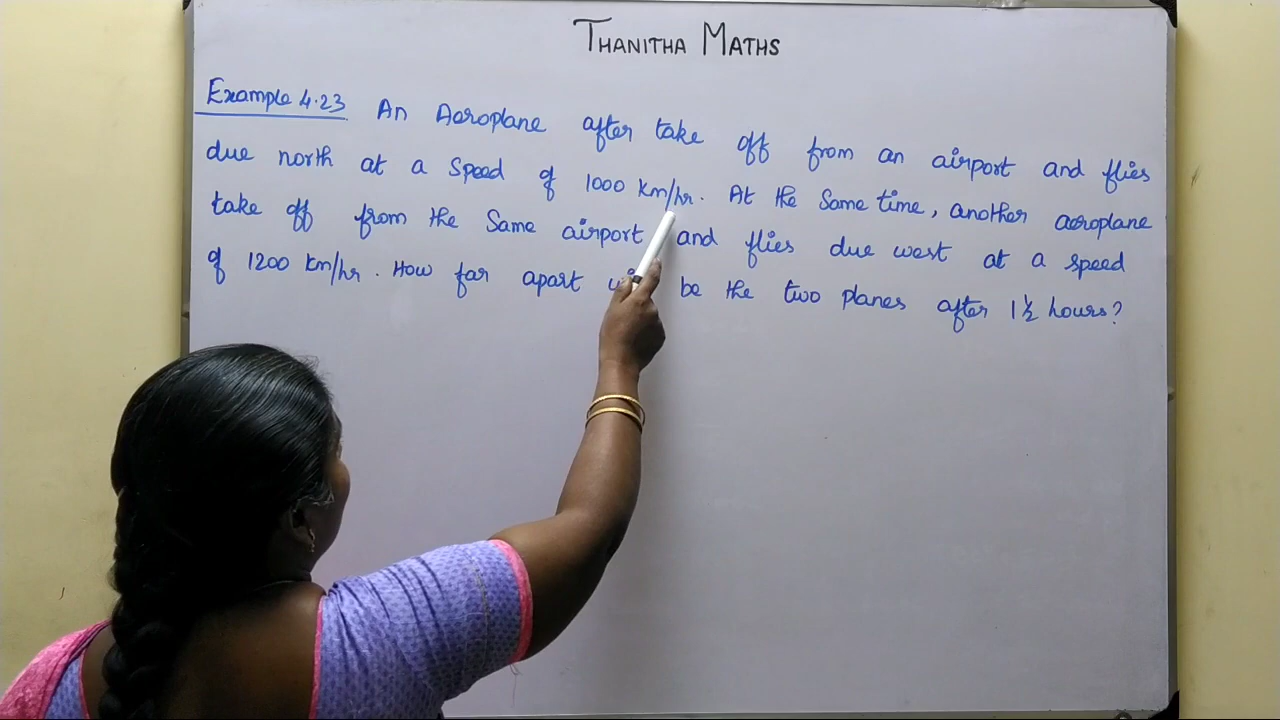 THANITHA MATHS
Example 4.23 An Aeroplane after take off from an airport and flies
due north at a speed of 1000 km/hr. At the same time, another aeroplane
take off from the same airport and flies due west at a speed
of 1200 km/hr. How far apart be the two planes after 1½ hours?